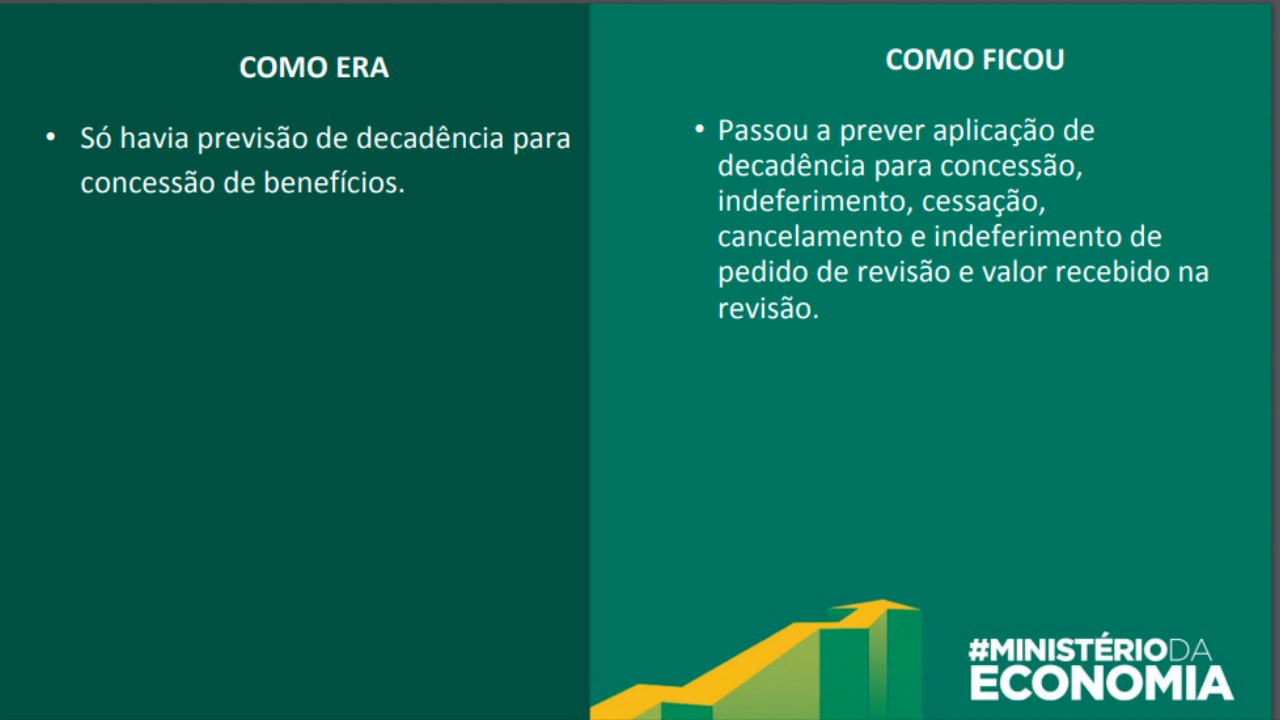 COMO ERA
• Só havia previsão de decadência para
concessão de benefícios.
COMO FICOU
• Passou a prever aplicação de
decadência para concessão,
indeferimento, cessação,
cancelamento e indeferimento de
pedido de revisão e valor recebido na
revisão.
#MINISTÉRIODA
ECONOMIA